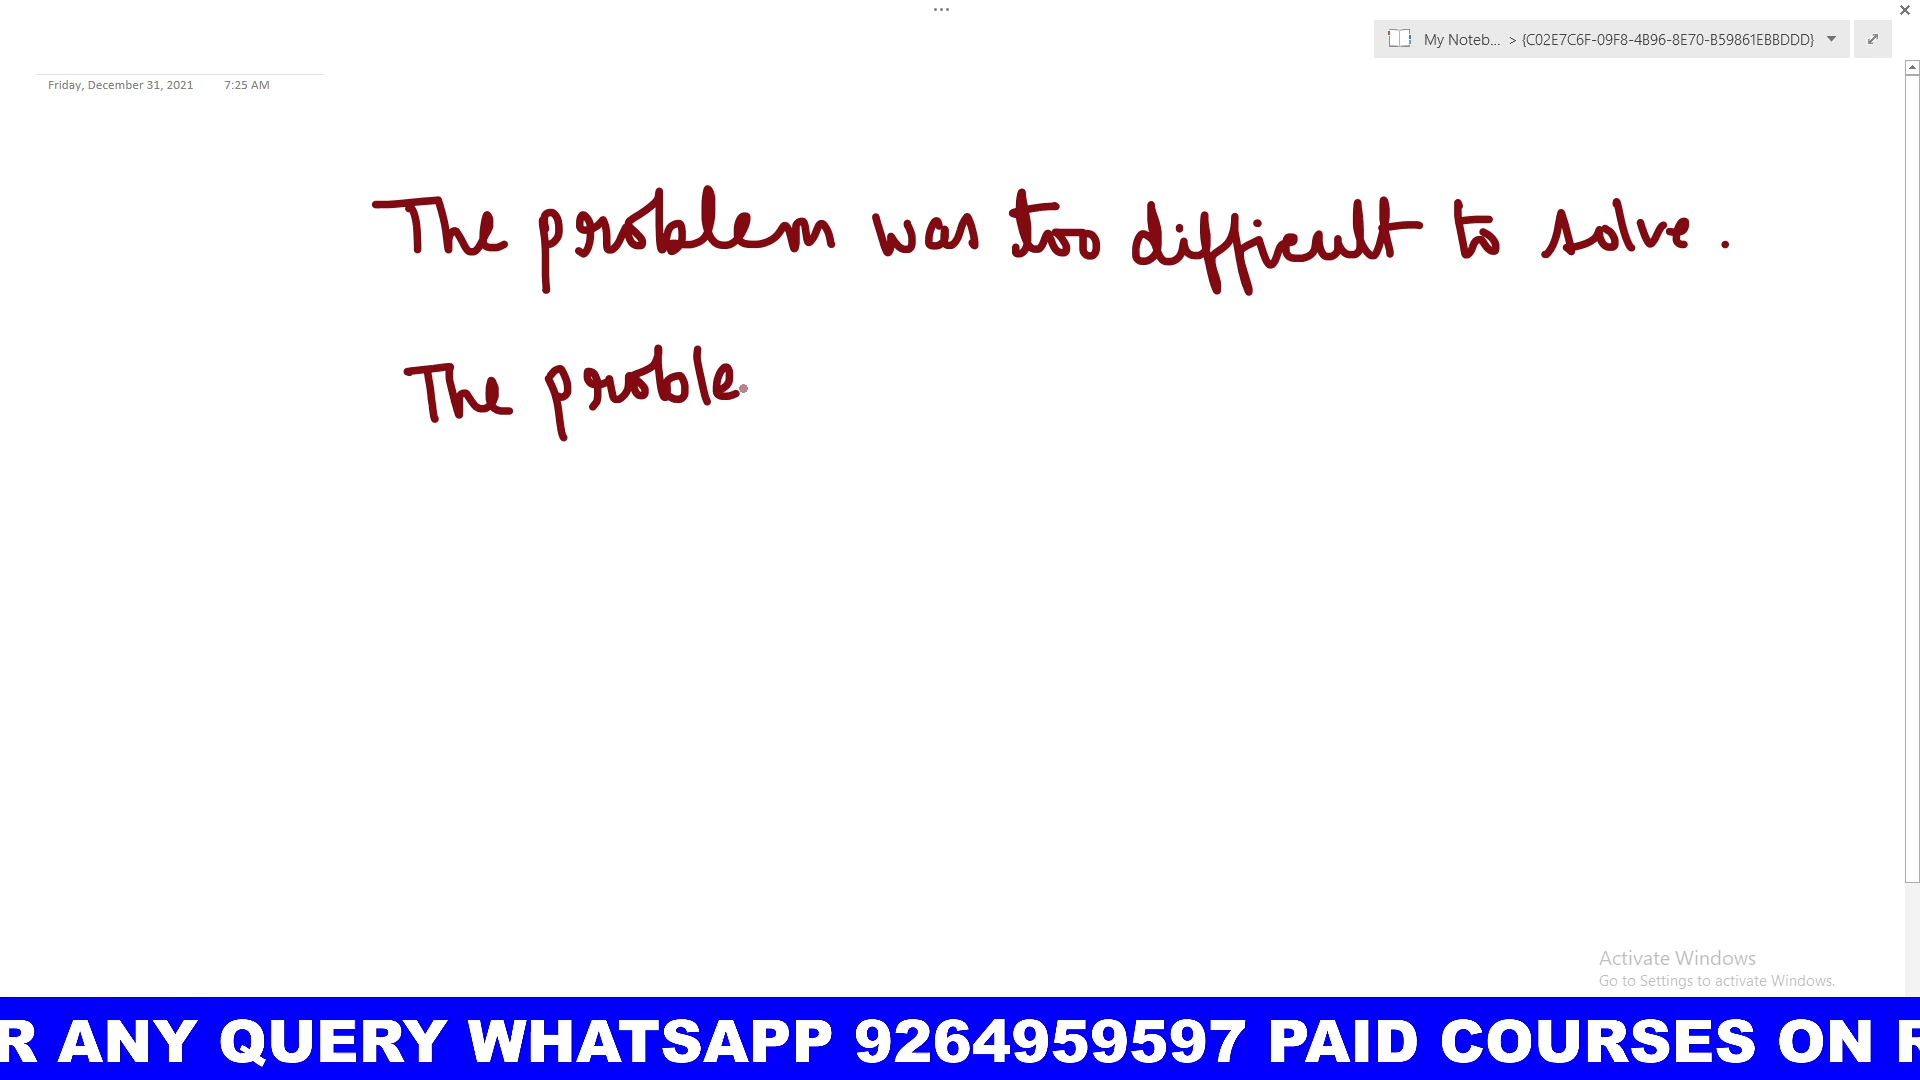 ...
My Noteb... > {C02E7C6F-09F8-4B96-8E70-B59861EBBDDD}
Friday, December 31, 2021 7:25 AM
The problem was too difficult to solve.
The proble
Activate Windows
Go to Settings to activate Windows.
R ANY QUERY WHATSAPP 9264959597 PAID COURSES ON